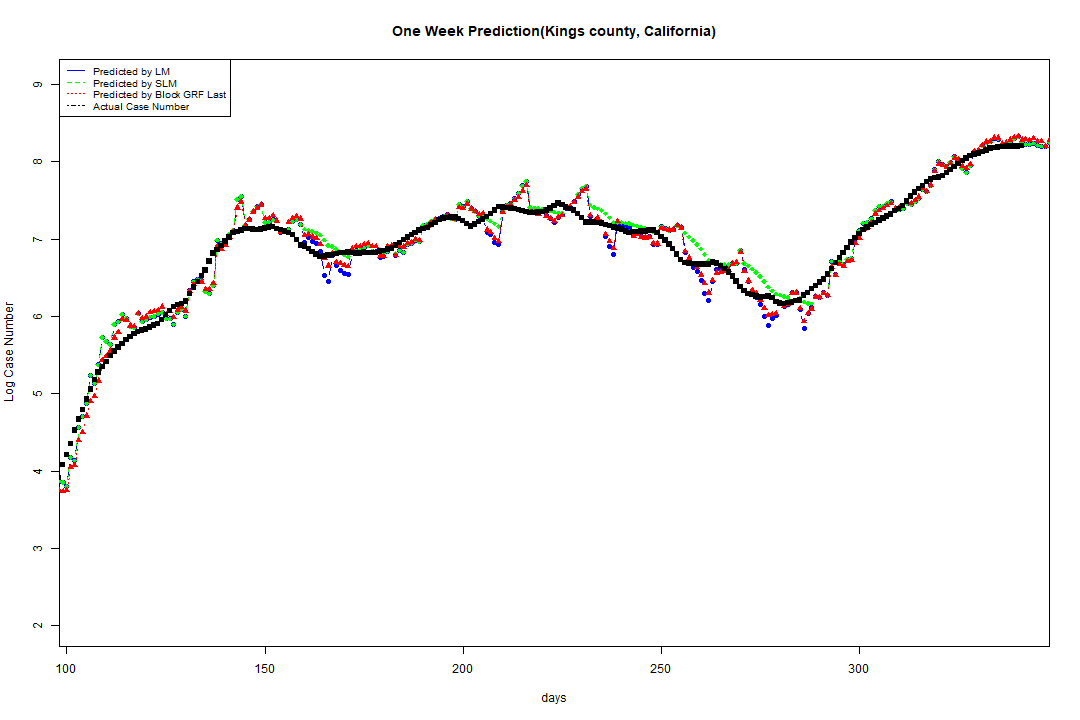 One Week Prediction(Kings county, California)
Predicted by LM
Predicted by SLM
Predicted by Block GRF Last
Actual Case Number
9
8
7
6
5
4
3
2
Log Case Number
100 150 200 250 300
days